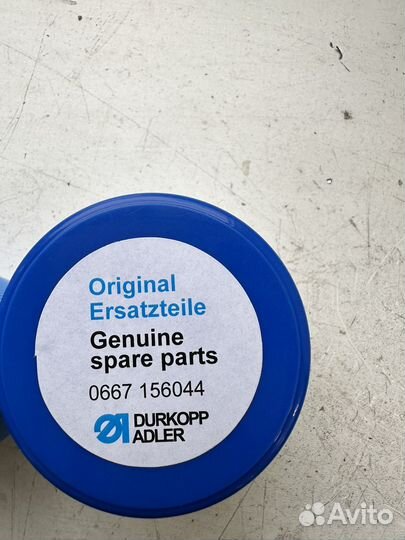 Original
Ersatzteile
Genuine
spare parts
0667 156044
DURKOPP
ADLER
Avito